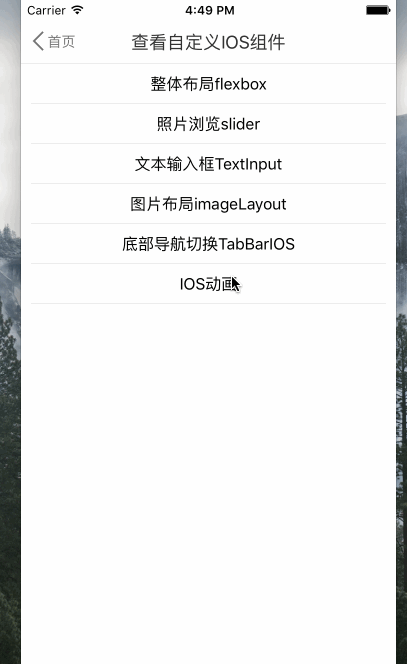 Carrier 4:49 PM
首页 查看自定义IOS组件
整体布局flexbox
照片浏览slider
文本输入框TextInput
图片布局imageLayout
底部导航切换TabBarIOS
IOS动画